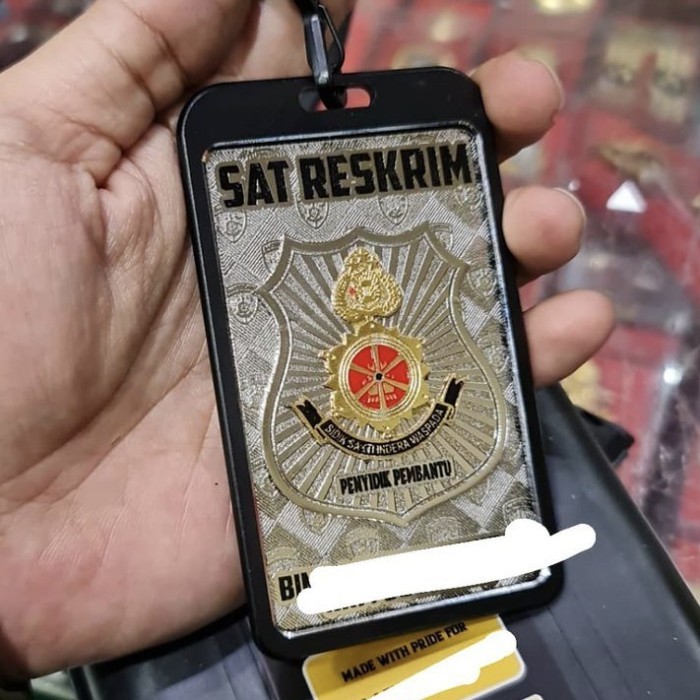 SAT RESKRIM
SIDIK SAKTI INDERA WASPADA
PENYIDIK PEMBANTU
MADE WITH PRIDE FOR